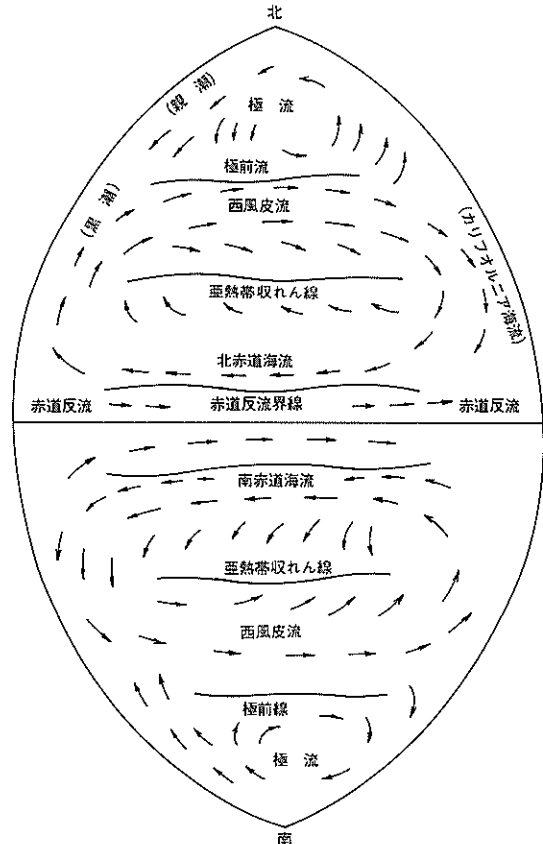 北
(親潮)
極流
極前流
(黒潮)
西風皮流
(カリフオルニア海流)
亜熱帯収れん線
北赤道海流
赤道反流
赤道反流界線
赤道反流
南赤道海流
亜熱帯収れん線
西風皮流
極前線
極流
南